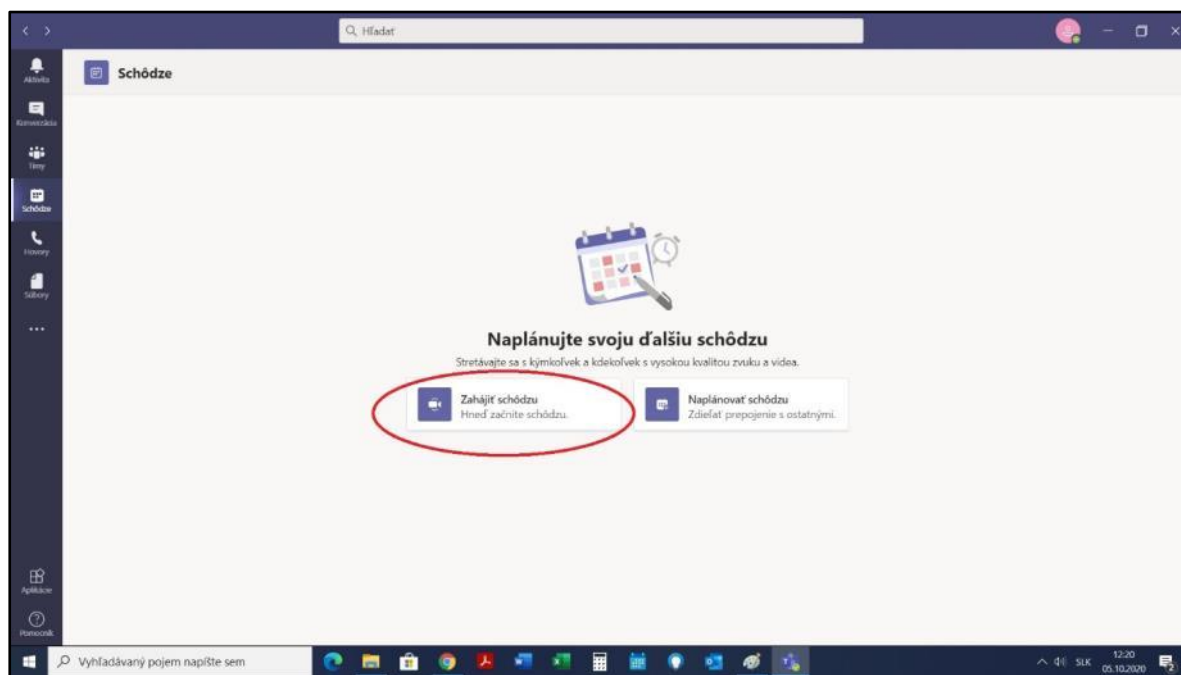 Hľadať
Aktivita
Schôdze
Konverzácia
Tímy
Schôdze
Hovory
Súbory
Naplánujte svoju ďalšiu schôdzu
Stretávajte sa s kýmkoľvek a kdekoľvek s vysokou kvalitou zvuku a videa.
Zahájiť schôdzu
Hneď začnite schôdzu.
Naplánovať schôdzu
Zdieľať prepojenie s ostatnými.
Aplikácie
Pomocník
Vyhľadávaný pojem napíšte sem
SLK
12:20
05.10.2020